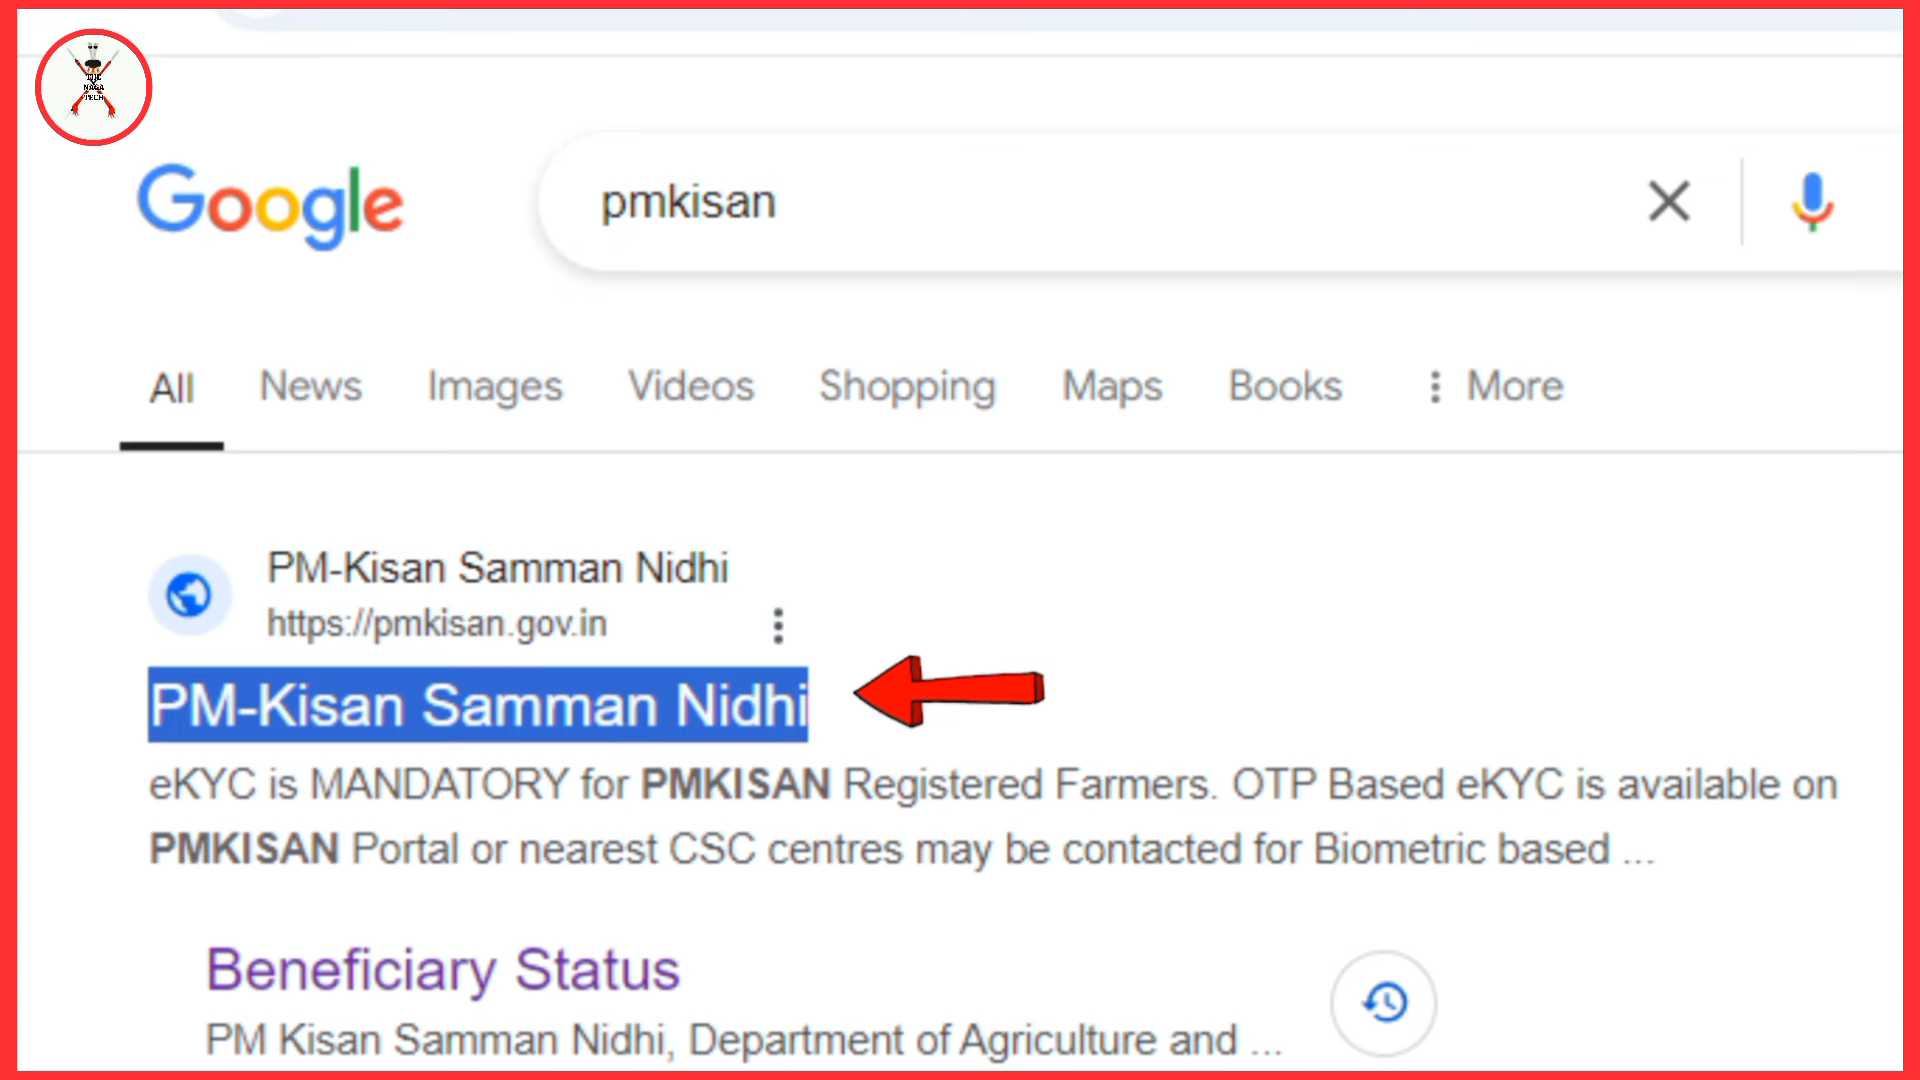 NAGA
TECH
Google
pmkisan
All News Images Videos Shopping Maps Books More
PM-Kisan Samman Nidhi
https://pmkisan.gov.in
PM-Kisan Samman Nidhi
eKYC is MANDATORY for PMKISAN Registered Farmers. OTP Based eKYC is available on
PMKISAN Portal or nearest CSC centres may be contacted for Biometric based ...
Beneficiary Status
PM Kisan Samman Nidhi, Department of Agriculture and ...